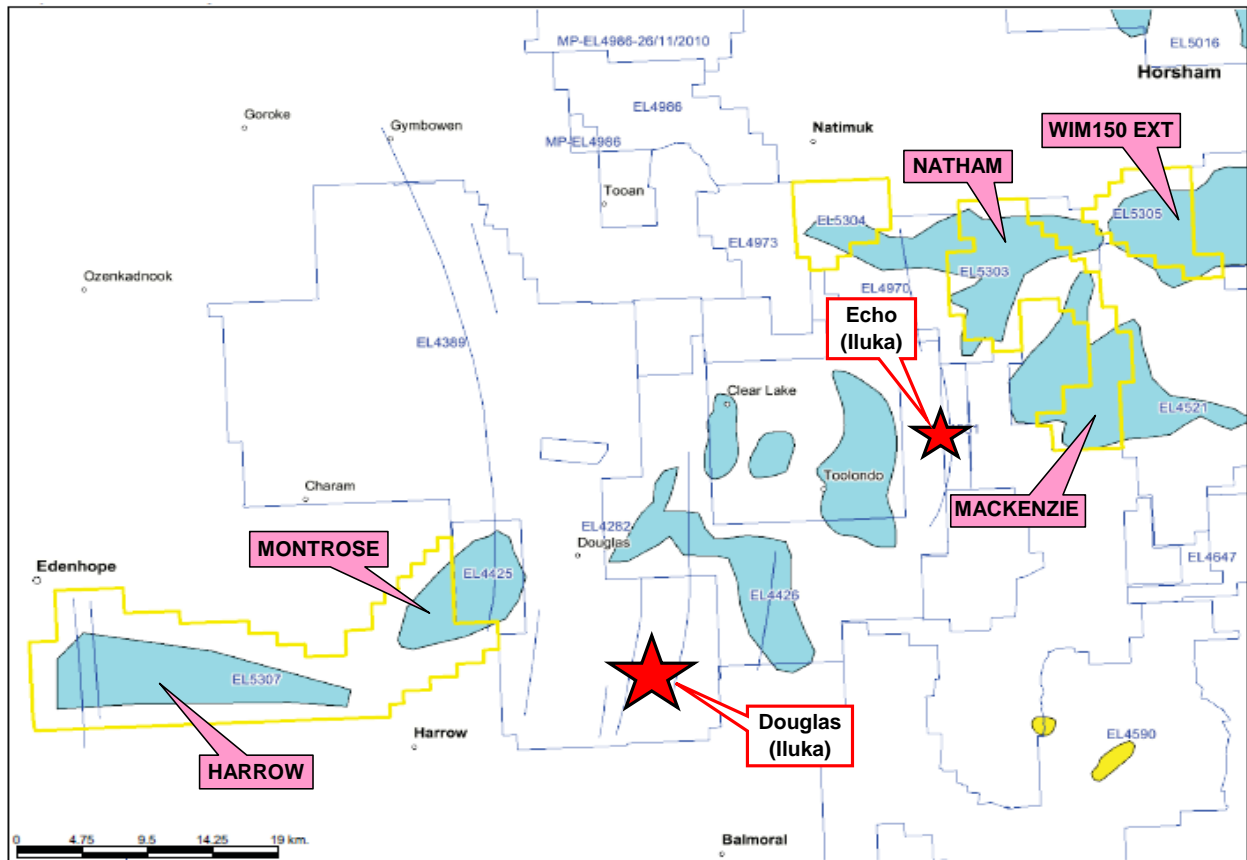 MP-EL4986-26/11/2010
EL5016
Horsham
EL4986
Goroke
Gymbowen
Natimuk
WIM150 EXT
MP-EL4986
NATHAM
Tooan
EL5304
EL5305
EL4973
Ozenkadnook
EL5303
EL4970
Echo
(Iluka)
EL4389
Clear Lake
EL4521
Charam
Toolondo
MACKENZIE
EL4282
Douglas
MONTROSE
EL4647
Edenhope
EL4425
EL4426
EL5307
Douglas
(Iluka)
Harrow
EL4590
HARROW
0 4.75 9.5 14.25 19 km.
Balmoral